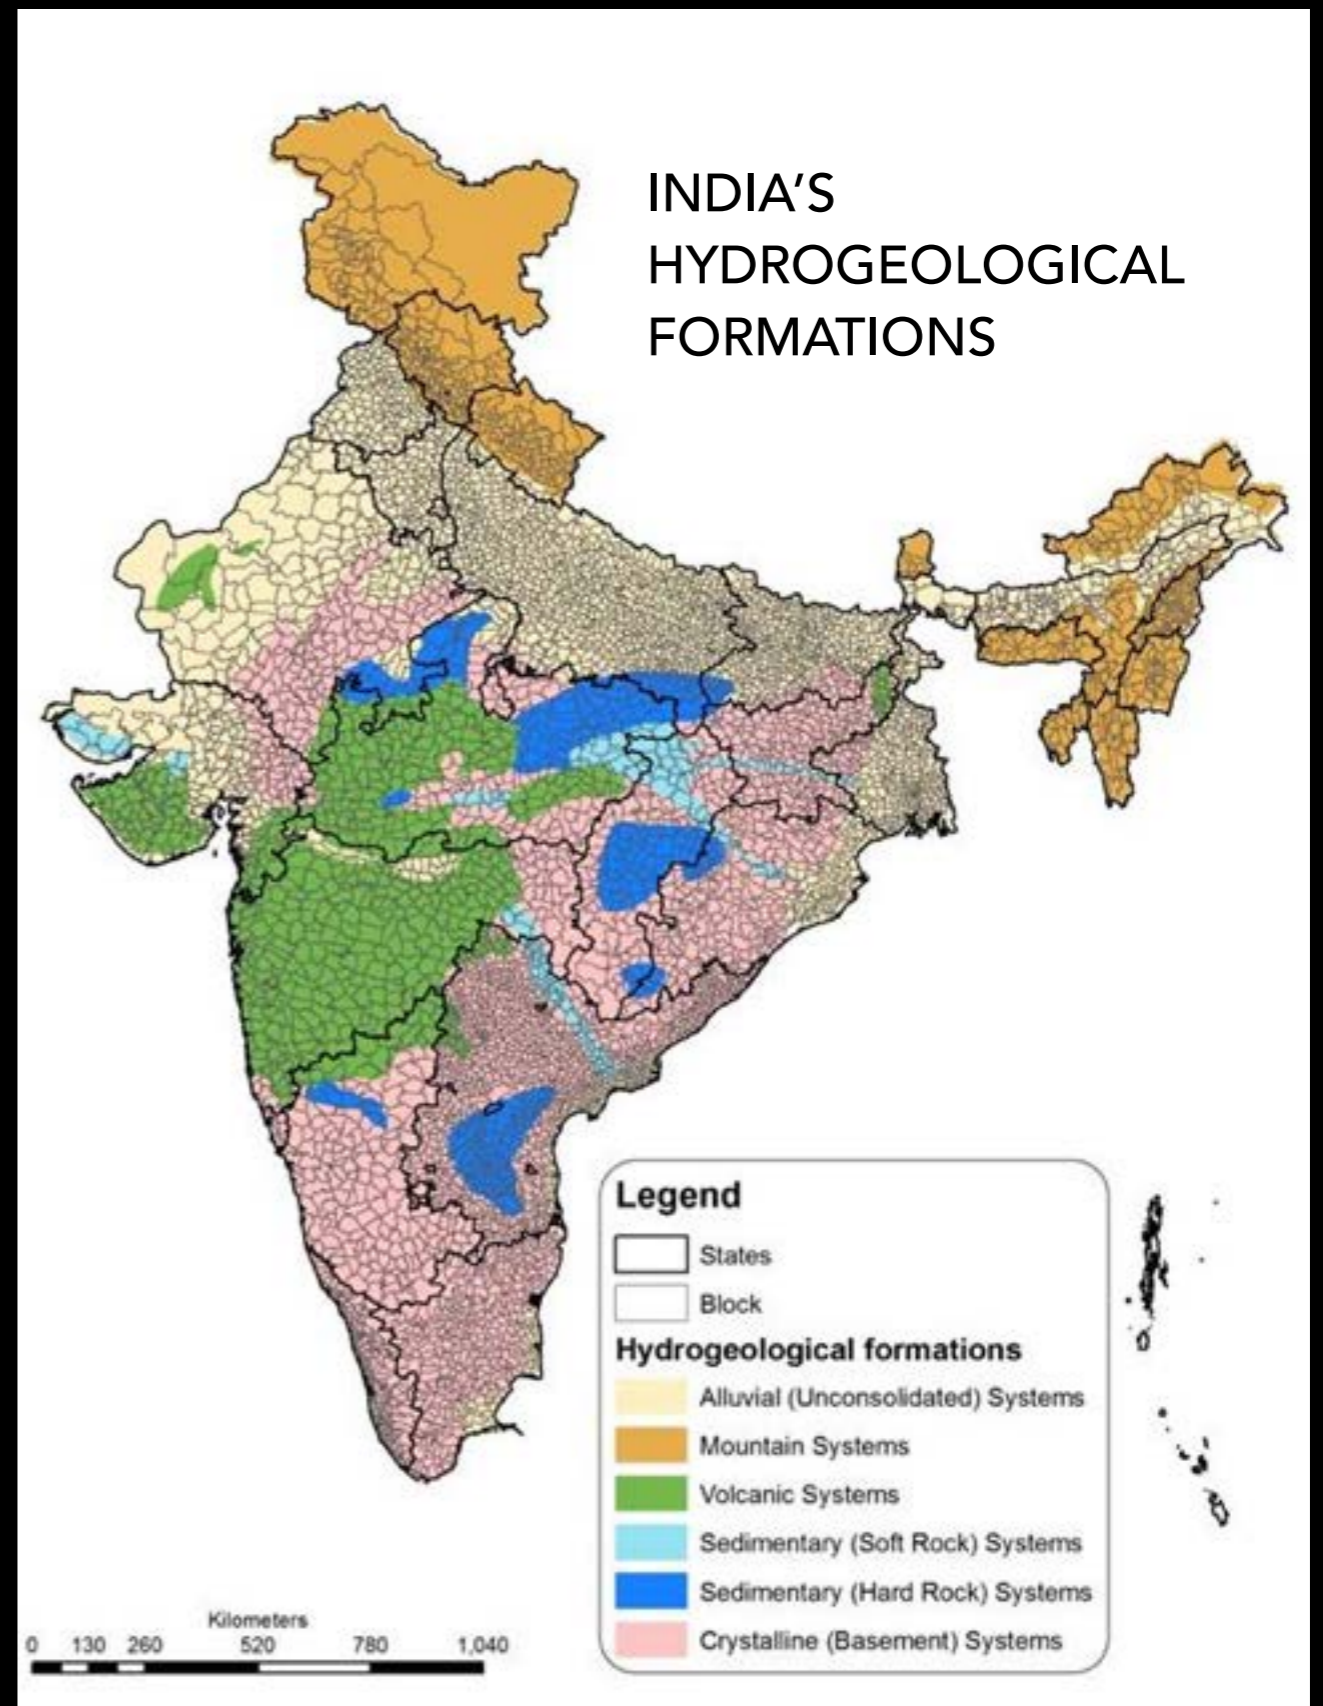 INDIA'S
HYDROGEOLOGICAL
FORMATIONS
Legend
States
Block
Hydrogeological formations
Alluvial (Unconsolidated) Systems
Mountain Systems
Volcanic Systems
Sedimentary (Soft Rock) Systems
Sedimentary (Hard Rock) Systems
Crystalline (Basement) Systems
Kilometers
0 130 260 520 780 1,040